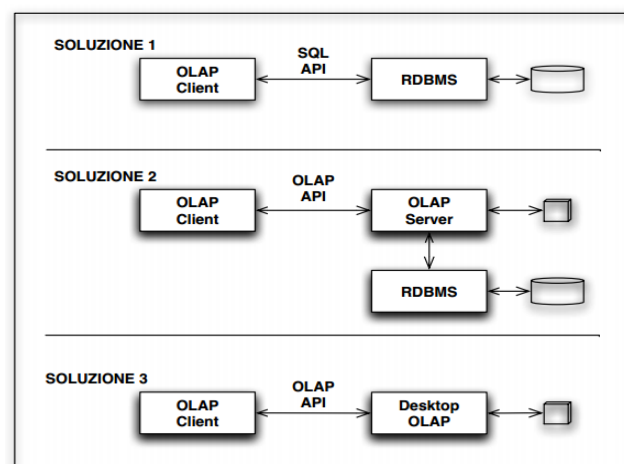 SOLUZIONE 1
OLAP
Client
SQL
API
RDBMS
SOLUZIONE 2
OLAP
Client
OLAP
API
OLAP
Server
RDBMS
SOLUZIONE 3
OLAP
Client
OLAP
API
Desktop
OLAP